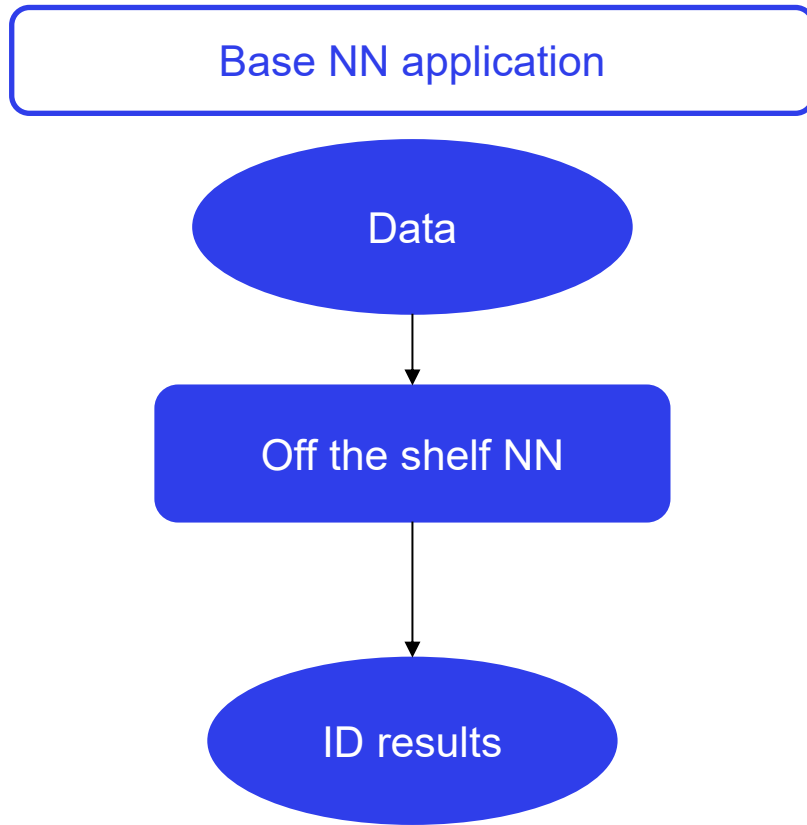 Base NN application
Data
Off the shelf NN
ID results